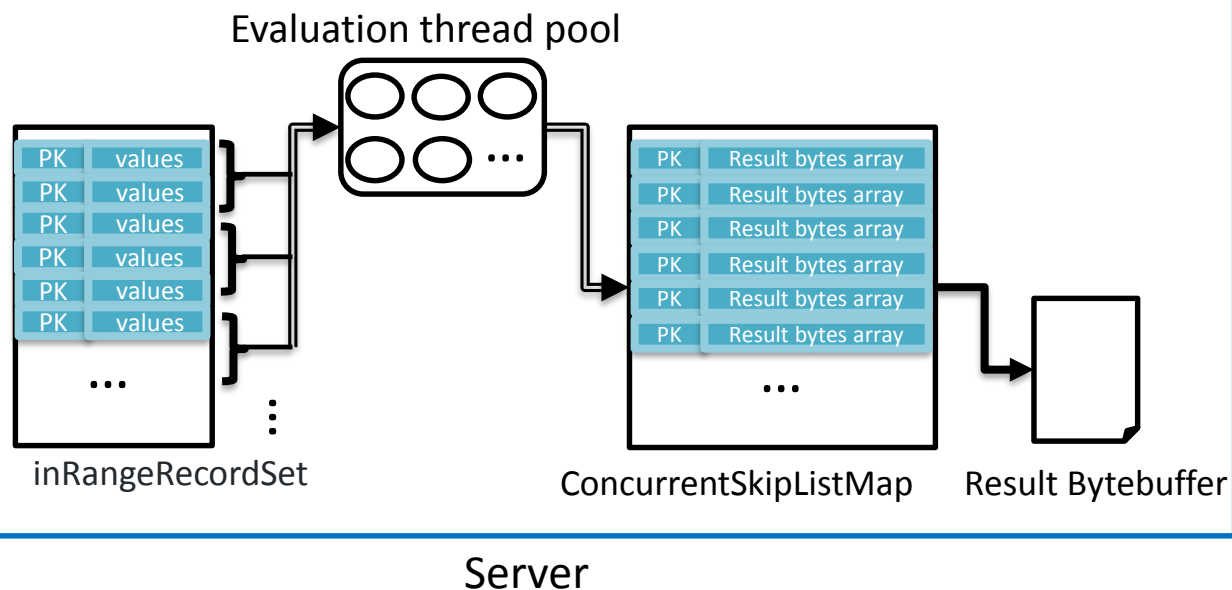 Evaluation thread pool
...
PK values
PK values
PK values
PK values
PK values
PK values
...
...
inRangeRecordSet
PK Result bytes array
PK Result bytes array
PK Result bytes array
PK Result bytes array
PK Result bytes array
PK Result bytes array
...
ConcurrentSkipListMap
Result Bytebuffer
Server